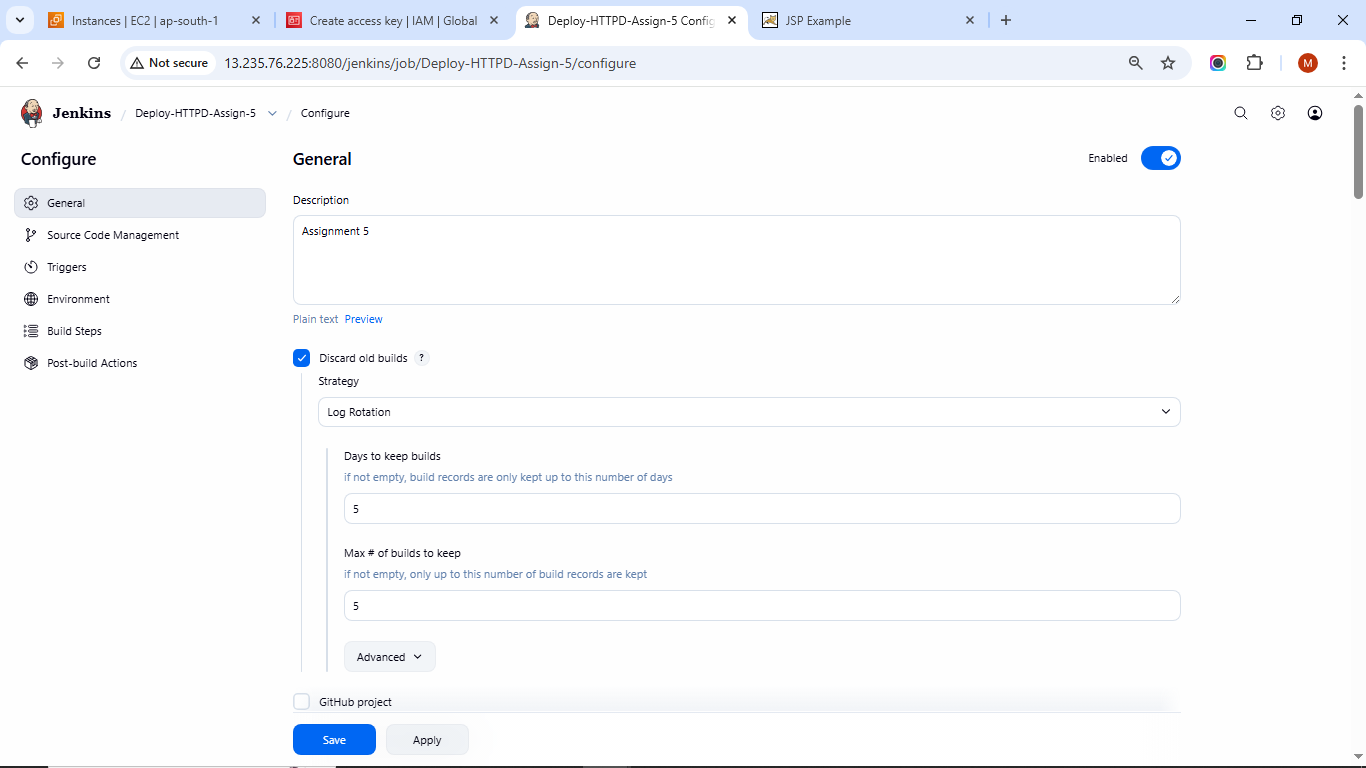 Instances | EC2 | ap-south-1
Create access key | IAM | Global
Deploy-HTTPD-Assign-5 Config
JSP Example
Not secure
13.235.76.225:8080/jenkins/job/Deploy-HTTPD-Assign-5/configure
M
Jenkins / Deploy-HTTPD-Assign-5 / Configure
Configure
General
Source Code Management
Triggers
Environment
Build Steps
Post-build Actions
General
Enabled
Description
Assignment 5
Plain text Preview
Discard old builds ?
Strategy
Log Rotation
Days to keep builds
if not empty, build records are only kept up to this number of days
5
Max # of builds to keep
if not empty, only up to this number of build records are kept
5
Advanced
GitHub project
Save
Apply